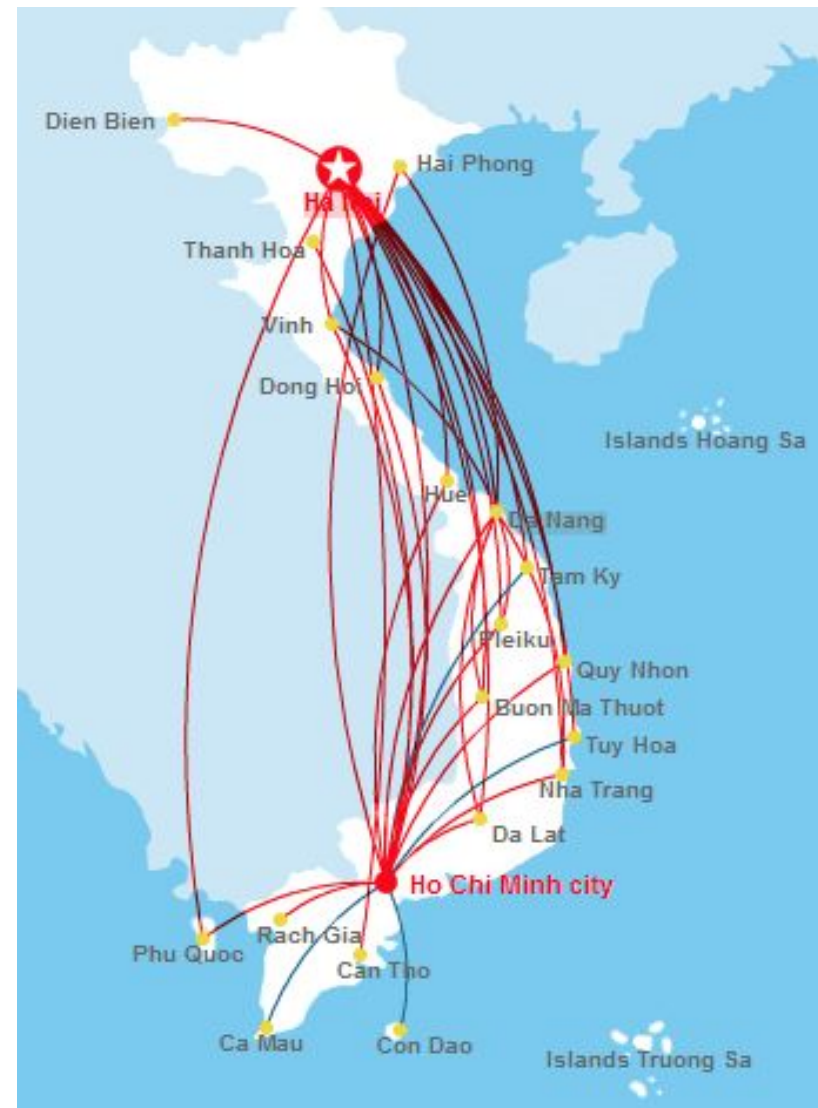 Dien Bien
Hai Phong
Ha Noi
Thanh Hoa
Vinh
Dong Hoi
Islands Hoang Sa
Hue
Da Nang
Tam Ky
Pleiku
Quy Nhon
Buon Ma Thuot
Tuy Hoa
Nha Trang
Da Lat
Ho Chi Minh city
Rach Gia
Phu Quoc
Can Tho
Ca Mau
Con Dao
Islands Truong Sa